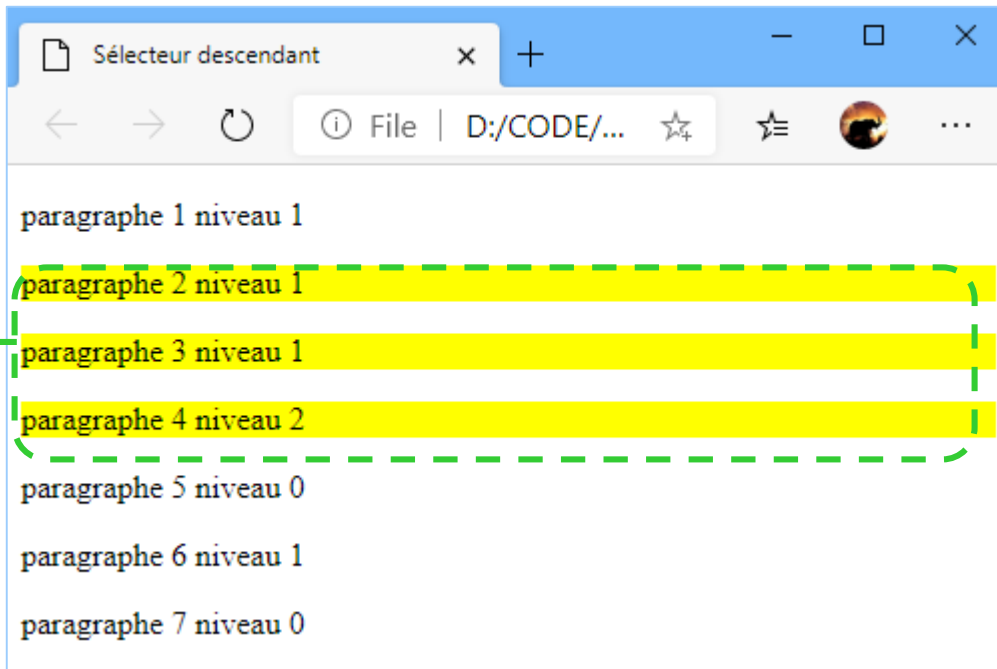 Sélecteur descendant
File | D:/CODE/...
paragraphe 1 niveau 1
paragraphe 2 niveau 1
paragraphe 3 niveau 1
paragraphe 4 niveau 2
paragraphe 5 niveau 0
paragraphe 6 niveau 1
paragraphe 7 niveau 0